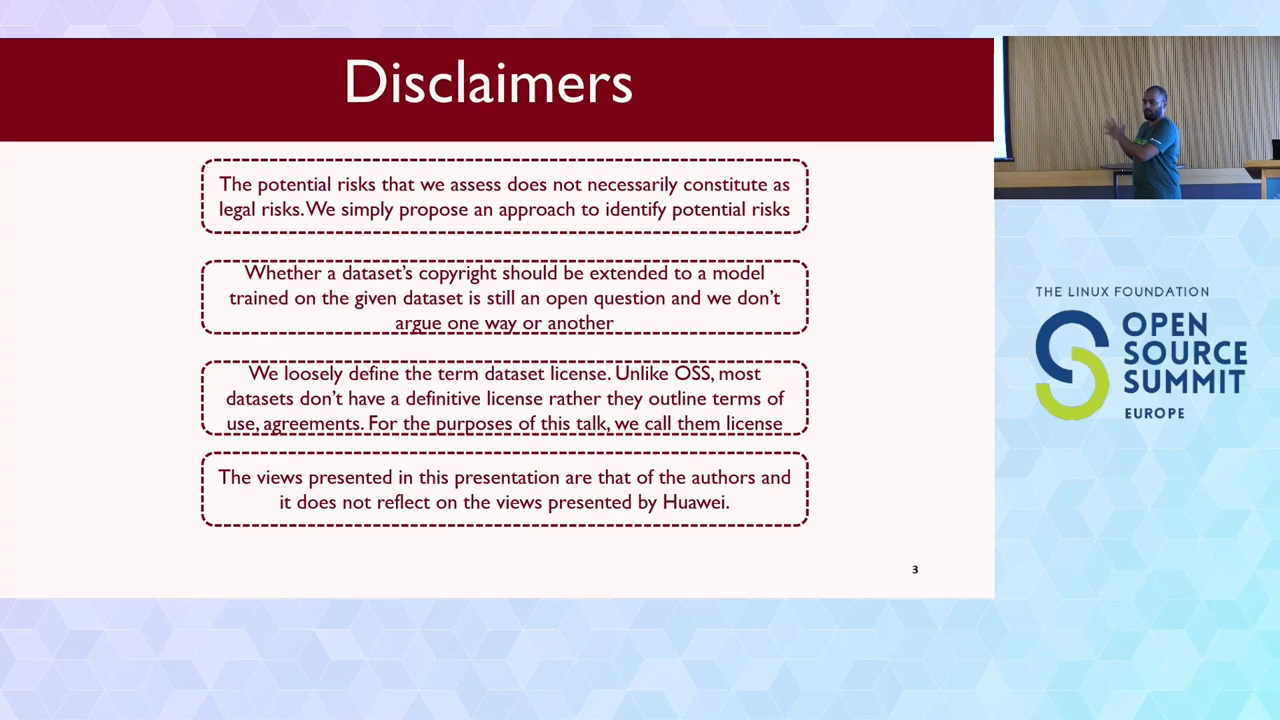 Disclaimers
The potential risks that we assess does not necessarily constitute as
legal risks. We simply propose an approach to identify potential risks
Whether a dataset's copyright should be extended to a model
trained on the given dataset is still an open question and we don't
argue one way or another
We loosely define the term dataset license. Unlike OSS, most
datasets don't have a definitive license rather they outline terms of
use, agreements. For the purposes of this talk, we call them license
The views presented in this presentation are that of the authors and
it does not reflect on the views presented by Huawei.
3
THE LINUX FOUNDATION
OPEN
SOURCE
SUMMIT
EUROPE